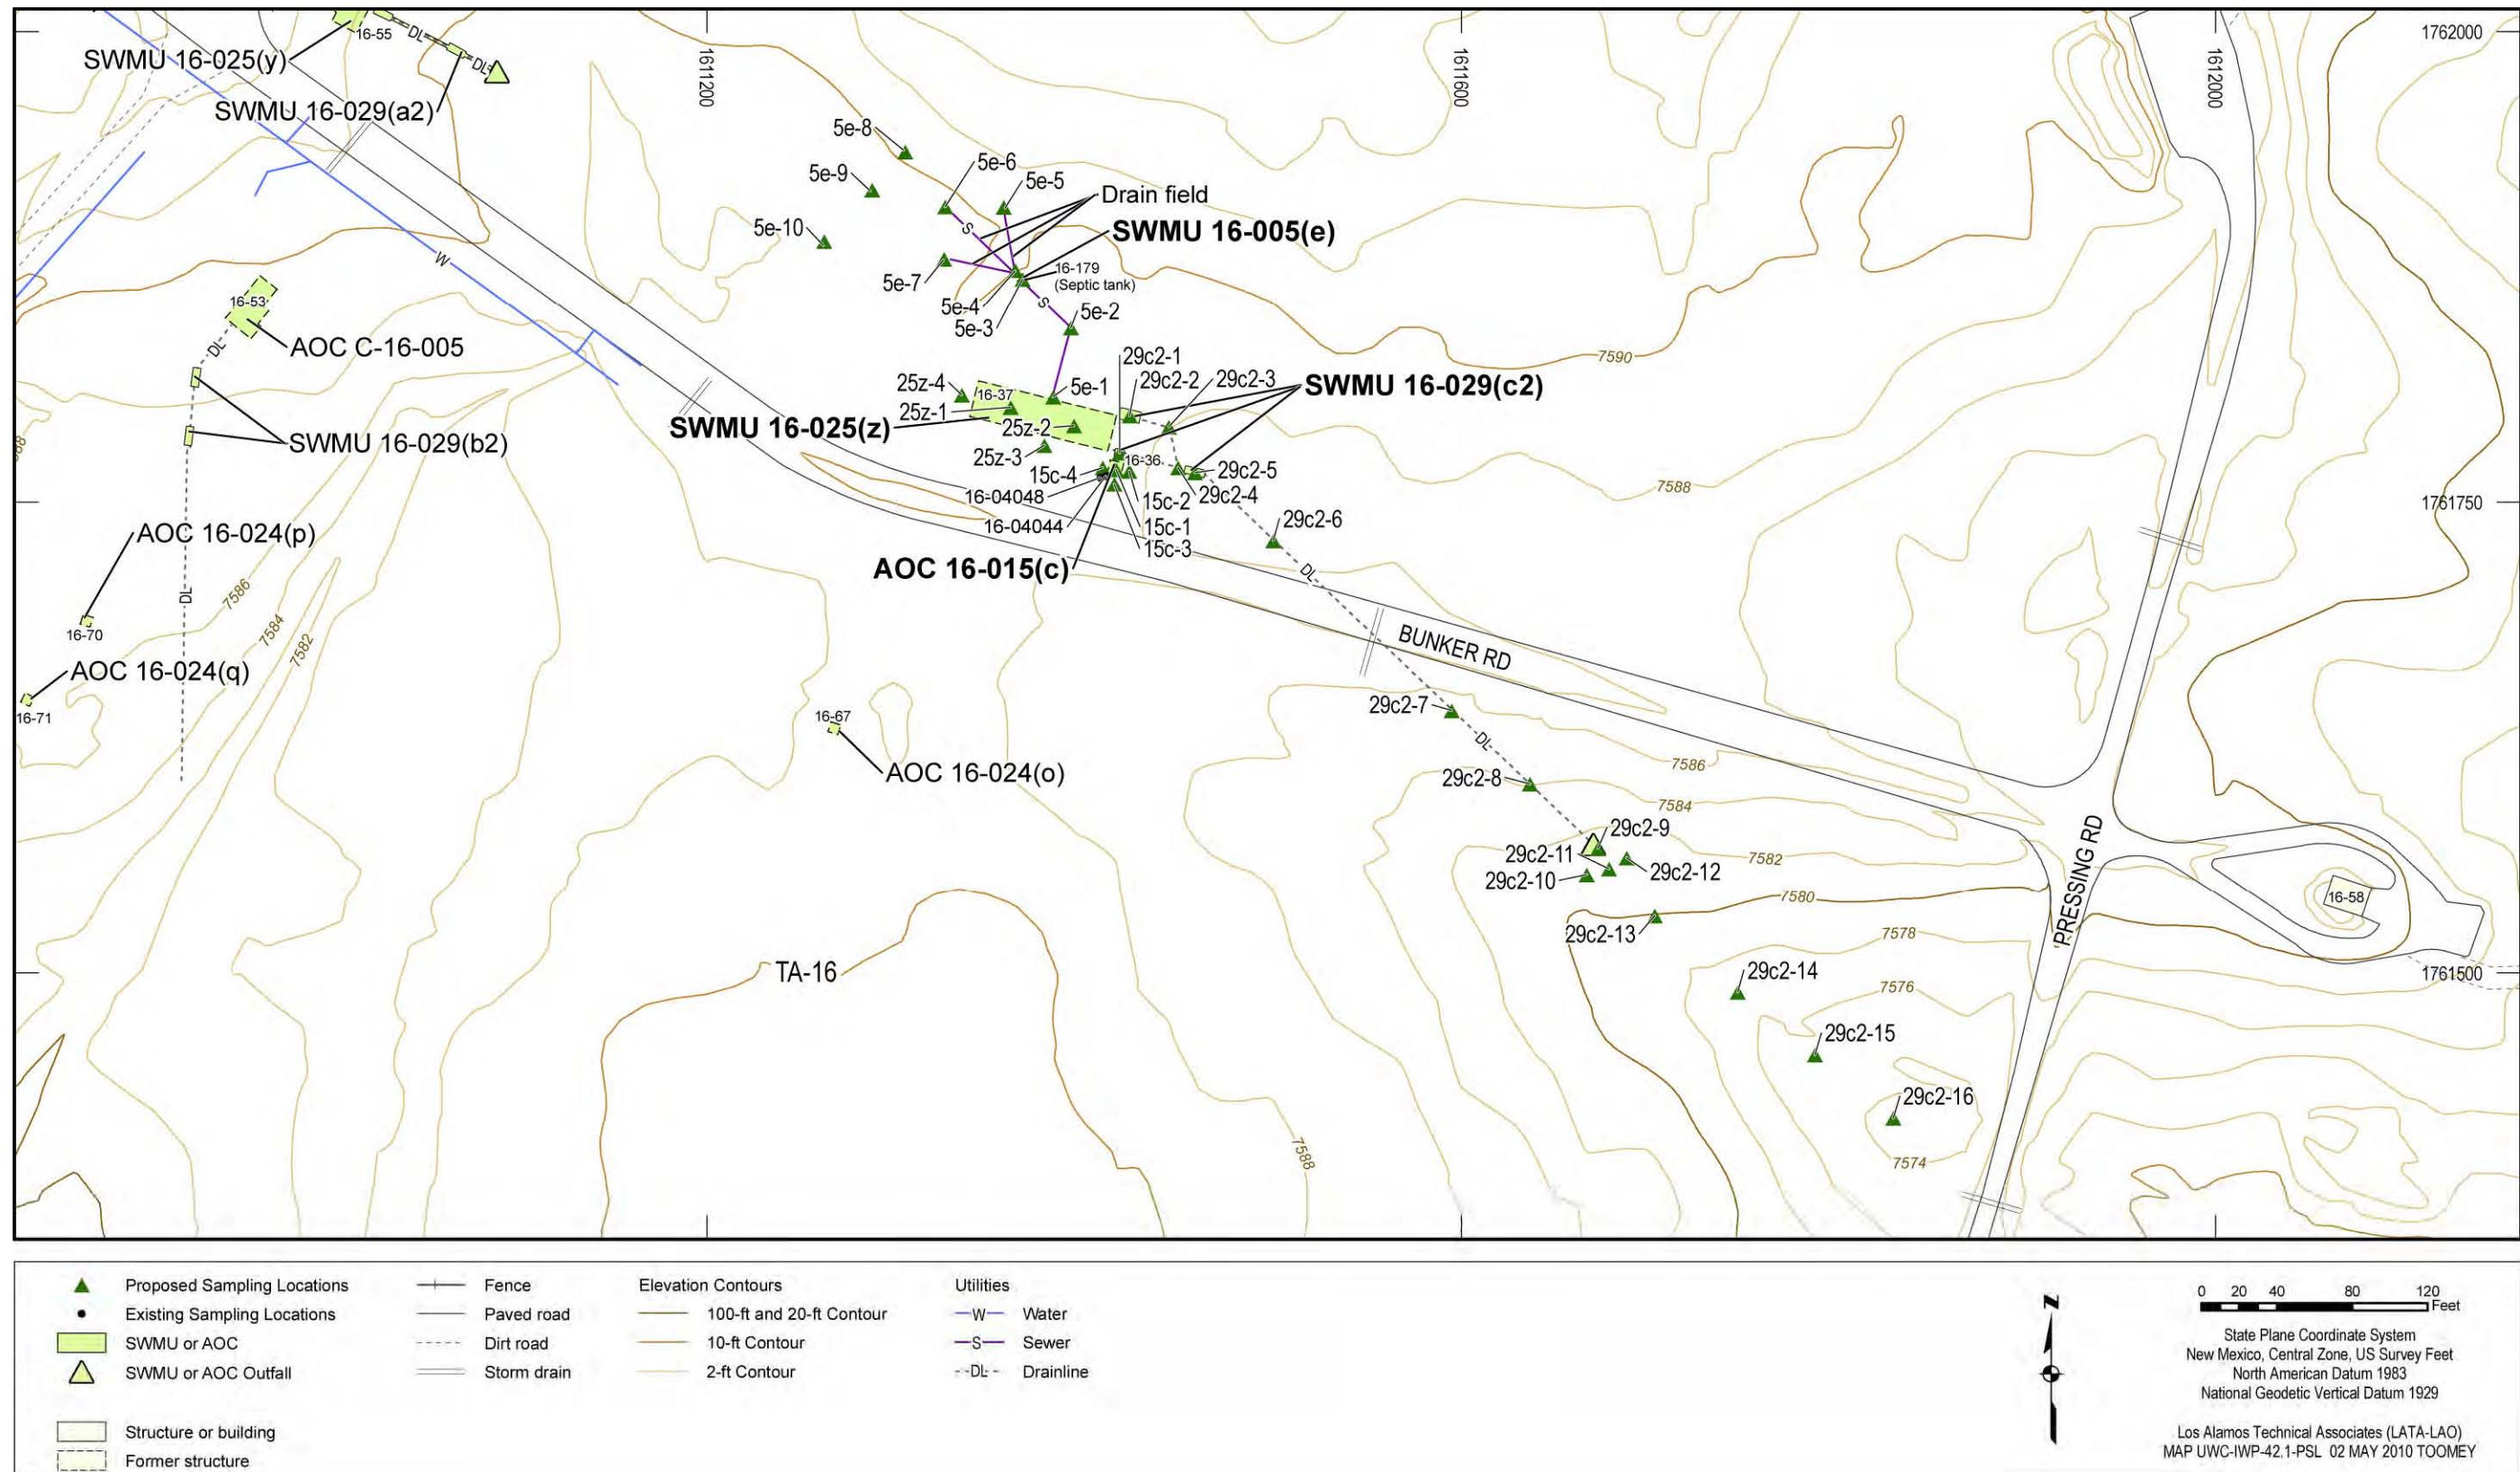 1611200
1611600
1612000
1762000
16-55
DL
SWMU 16-025(y)
DL
SWMU 16-029(a2)
5e-8
5e-6
5e-9
5e-5
Drain field
5e-10
S
SWMU 16-005(e)
W
16-179
(Septic tank)
5e-7
5e-4
S
5e-3
5e-2
16-53
AOC C-16-005
DL
7590
29c2-1
25z-4
16-37
5e-1
29c2-2
29c2-3
SWMU 16-029(c2)
25z-1
SWMU 16-025(z)
25z-2
SWMU 16-029(b2)
25z-3
16-36
15c-4
29c2-5
7588
16-04048
15c-2
29c2-4
1761750
16-04044
15c-1
29c2-6
15c-3
AOC 16-024(p)
AOC 16-015(c)
DL
7586
DL
7584
16-70
7582
BUNKER RD
AOC 16-024(q)
16-71
16-67
29c2-7
DL
AOC 16-024(o)
7586
29c2-8
7584
29c2-9
29c2-11
7582
29c2-12
29c2-10
PRESSING RD
7580
16-58
29c2-13
7578
TA-16
29c2-14
1761500
7576
29c2-15
29c2-16
7588
7574
Proposed Sampling Locations
Existing Sampling Locations
SWMU or AOC
SWMU or AOC Outfall
Structure or building
Former structure
Fence
Paved road
Dirt road
Storm drain
Elevation Contours
100-ft and 20-ft Contour
10-ft Contour
2-ft Contour
Utilities
W Water
S Sewer
DL Drainline
N
0 20 40 80 120
Feet
State Plane Coordinate System
New Mexico, Central Zone, US Survey Feet
North American Datum 1983
National Geodetic Vertical Datum 1929
Los Alamos Technical Associates (LATA-LAO)
MAP UWC-IWP-42.1-PSL 02 MAY 2010 TOOMEY